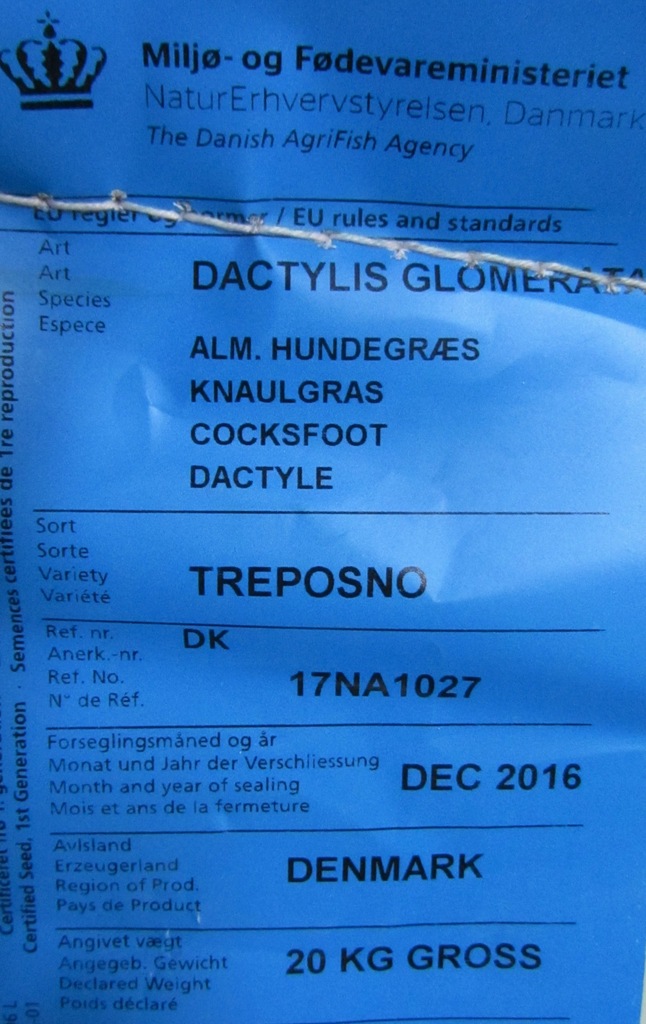 Miljø- og Fødevareministeriet
NaturErhvervstyrelsen, Danmark
The Danish AgriFish Agency
EU regler og normer / EU rules and standards
Art
Art
Species
Espece
DACTYLIS GLOMERATA
ALM. HUNDEGRÆS
KNAULGRAS
COCKSFOOT
DACTYLE
Sort
Sorte
Variety
Variété
TREPOSNO
Ref. nr.
Anerk.-nr.
Ref. No.
N° de Réf.
DK
17NA1027
Forseglingsmåned og år
Monat und Jahr der Verschliessung
Month and year of sealing
Mois et ans de la fermeture
DEC 2016
Avlsland
Erzeugerland
Region of Prod.
Pays de Product
DENMARK
Angivet vægt
Angegeb. Gewicht
Declared Weight
Poids déclaré
20 KG GROSS
Certified Seed, 1st Generation · Semences certifiées de 1re reproduction